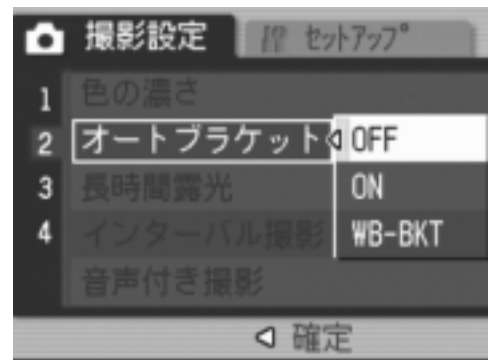 撮影設定 セットアップ
1 色の濃さ
2 オートブラケット OFF
3 長時間露光 ON
4 インターバル撮影 WB-BKT
音声付き撮影
確定